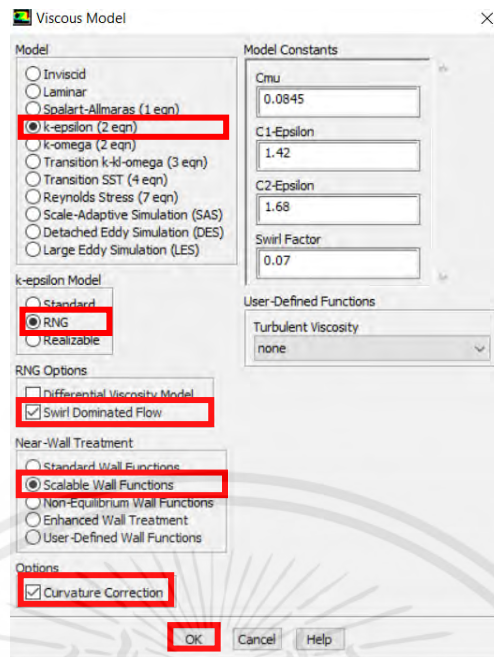 Viscous Model
Model
Inviscid
Laminar
Spalart-Allmaras (1 eqn)
k-epsilon (2 eqn)
k-omega (2 eqn)
Transition k-kl-omega (3 eqn)
Transition SST (4 eqn)
Reynolds Stress (7 eqn)
Scale-Adaptive Simulation (SAS)
Detached Eddy Simulation (DES)
Large Eddy Simulation (LES)
k-epsilon Model
Standard
RNG
Realizable
RNG Options
Differential Viscosity Model
Swirl Dominated Flow
Near-Wall Treatment
Standard Wall Functions
Scalable Wall Functions
Non-Equilibrium Wall Functions
Enhanced Wall Treatment
User-Defined Wall Functions
Options
Curvature Correction
Model Constants
Cmu
0.0845
C1-Epsilon
1.42
C2-Epsilon
1.68
Swirl Factor
0.07
User-Defined Functions
Turbulent Viscosity
none
OK Cancel Help